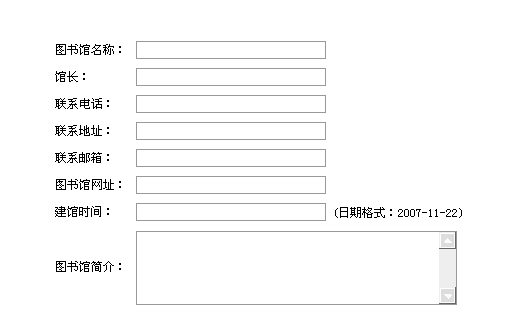 图书馆名称：
馆长：
联系电话：
联系地址：
联系邮箱：
图书馆网址：
建馆时间： (日期格式：2007-11-22)
图书馆简介：